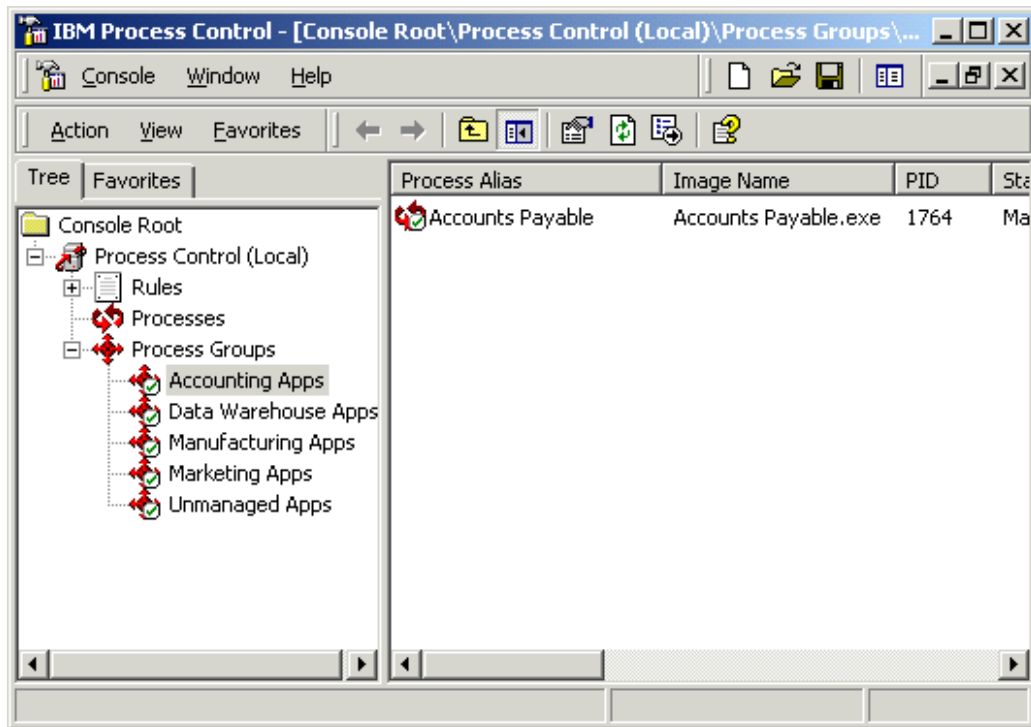 IBM Process Control - [Console Root\Process Control (Local)\Process Groups\...
Console Window Help
Action View Favorites
Tree Favorites
Process Alias Image Name PID Sta
Console Root
Accounts Payable Accounts Payable.exe 1764 Ma
Process Control (Local)
Rules
Processes
Process Groups
Accounting Apps
Data Warehouse Apps
Manufacturing Apps
Marketing Apps
Unmanaged Apps